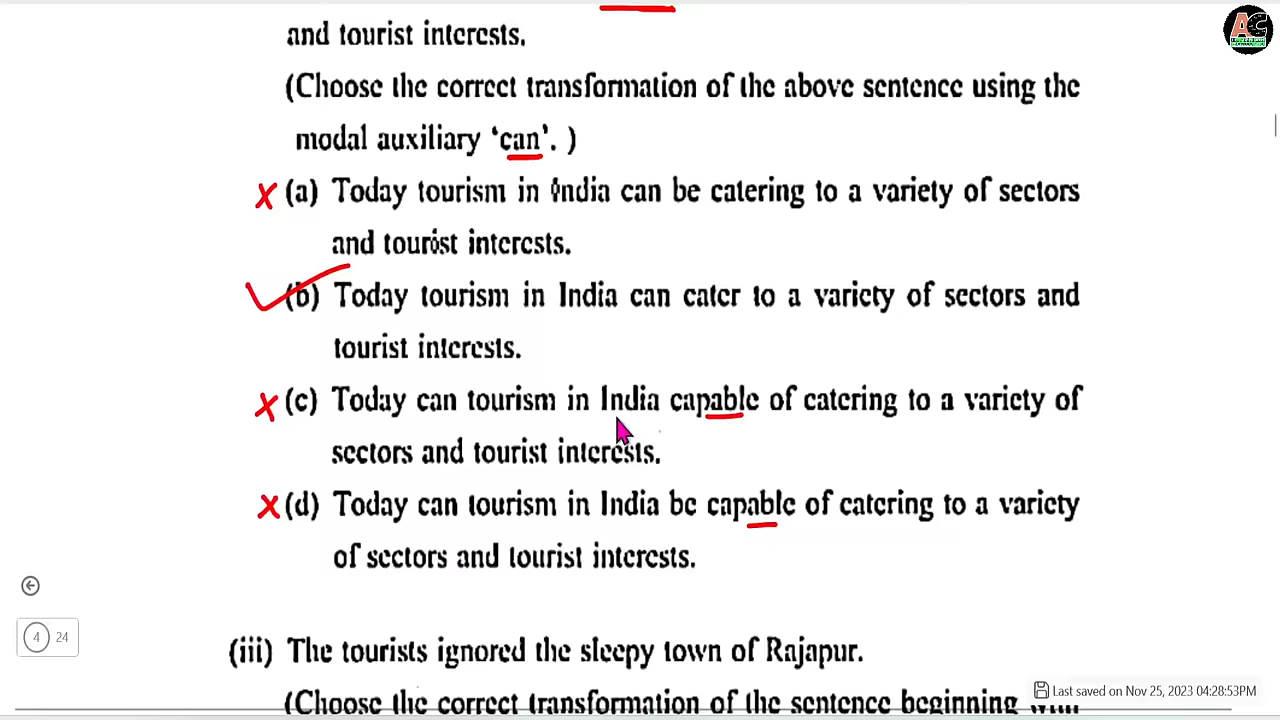 and tourist interests.
(Choose the correct transformation of the above sentence using the
modal auxiliary ‘can’. )
(a) Today tourism in India can be catering to a variety of sectors
and tourist interests.
(b) Today tourism in India can cater to a variety of sectors and
tourist interests.
(c) Today can tourism in India capable of catering to a variety of
sectors and tourist interests.
(d) Today can tourism in India be capable of catering to a variety
of sectors and tourist interests.
(iii) The tourists ignored the sleepy town of Rajapur.
(Choose the correct transformation of the sentence beginning with
4 24
Last saved on Nov 25, 2023 04:28:53PM
AC